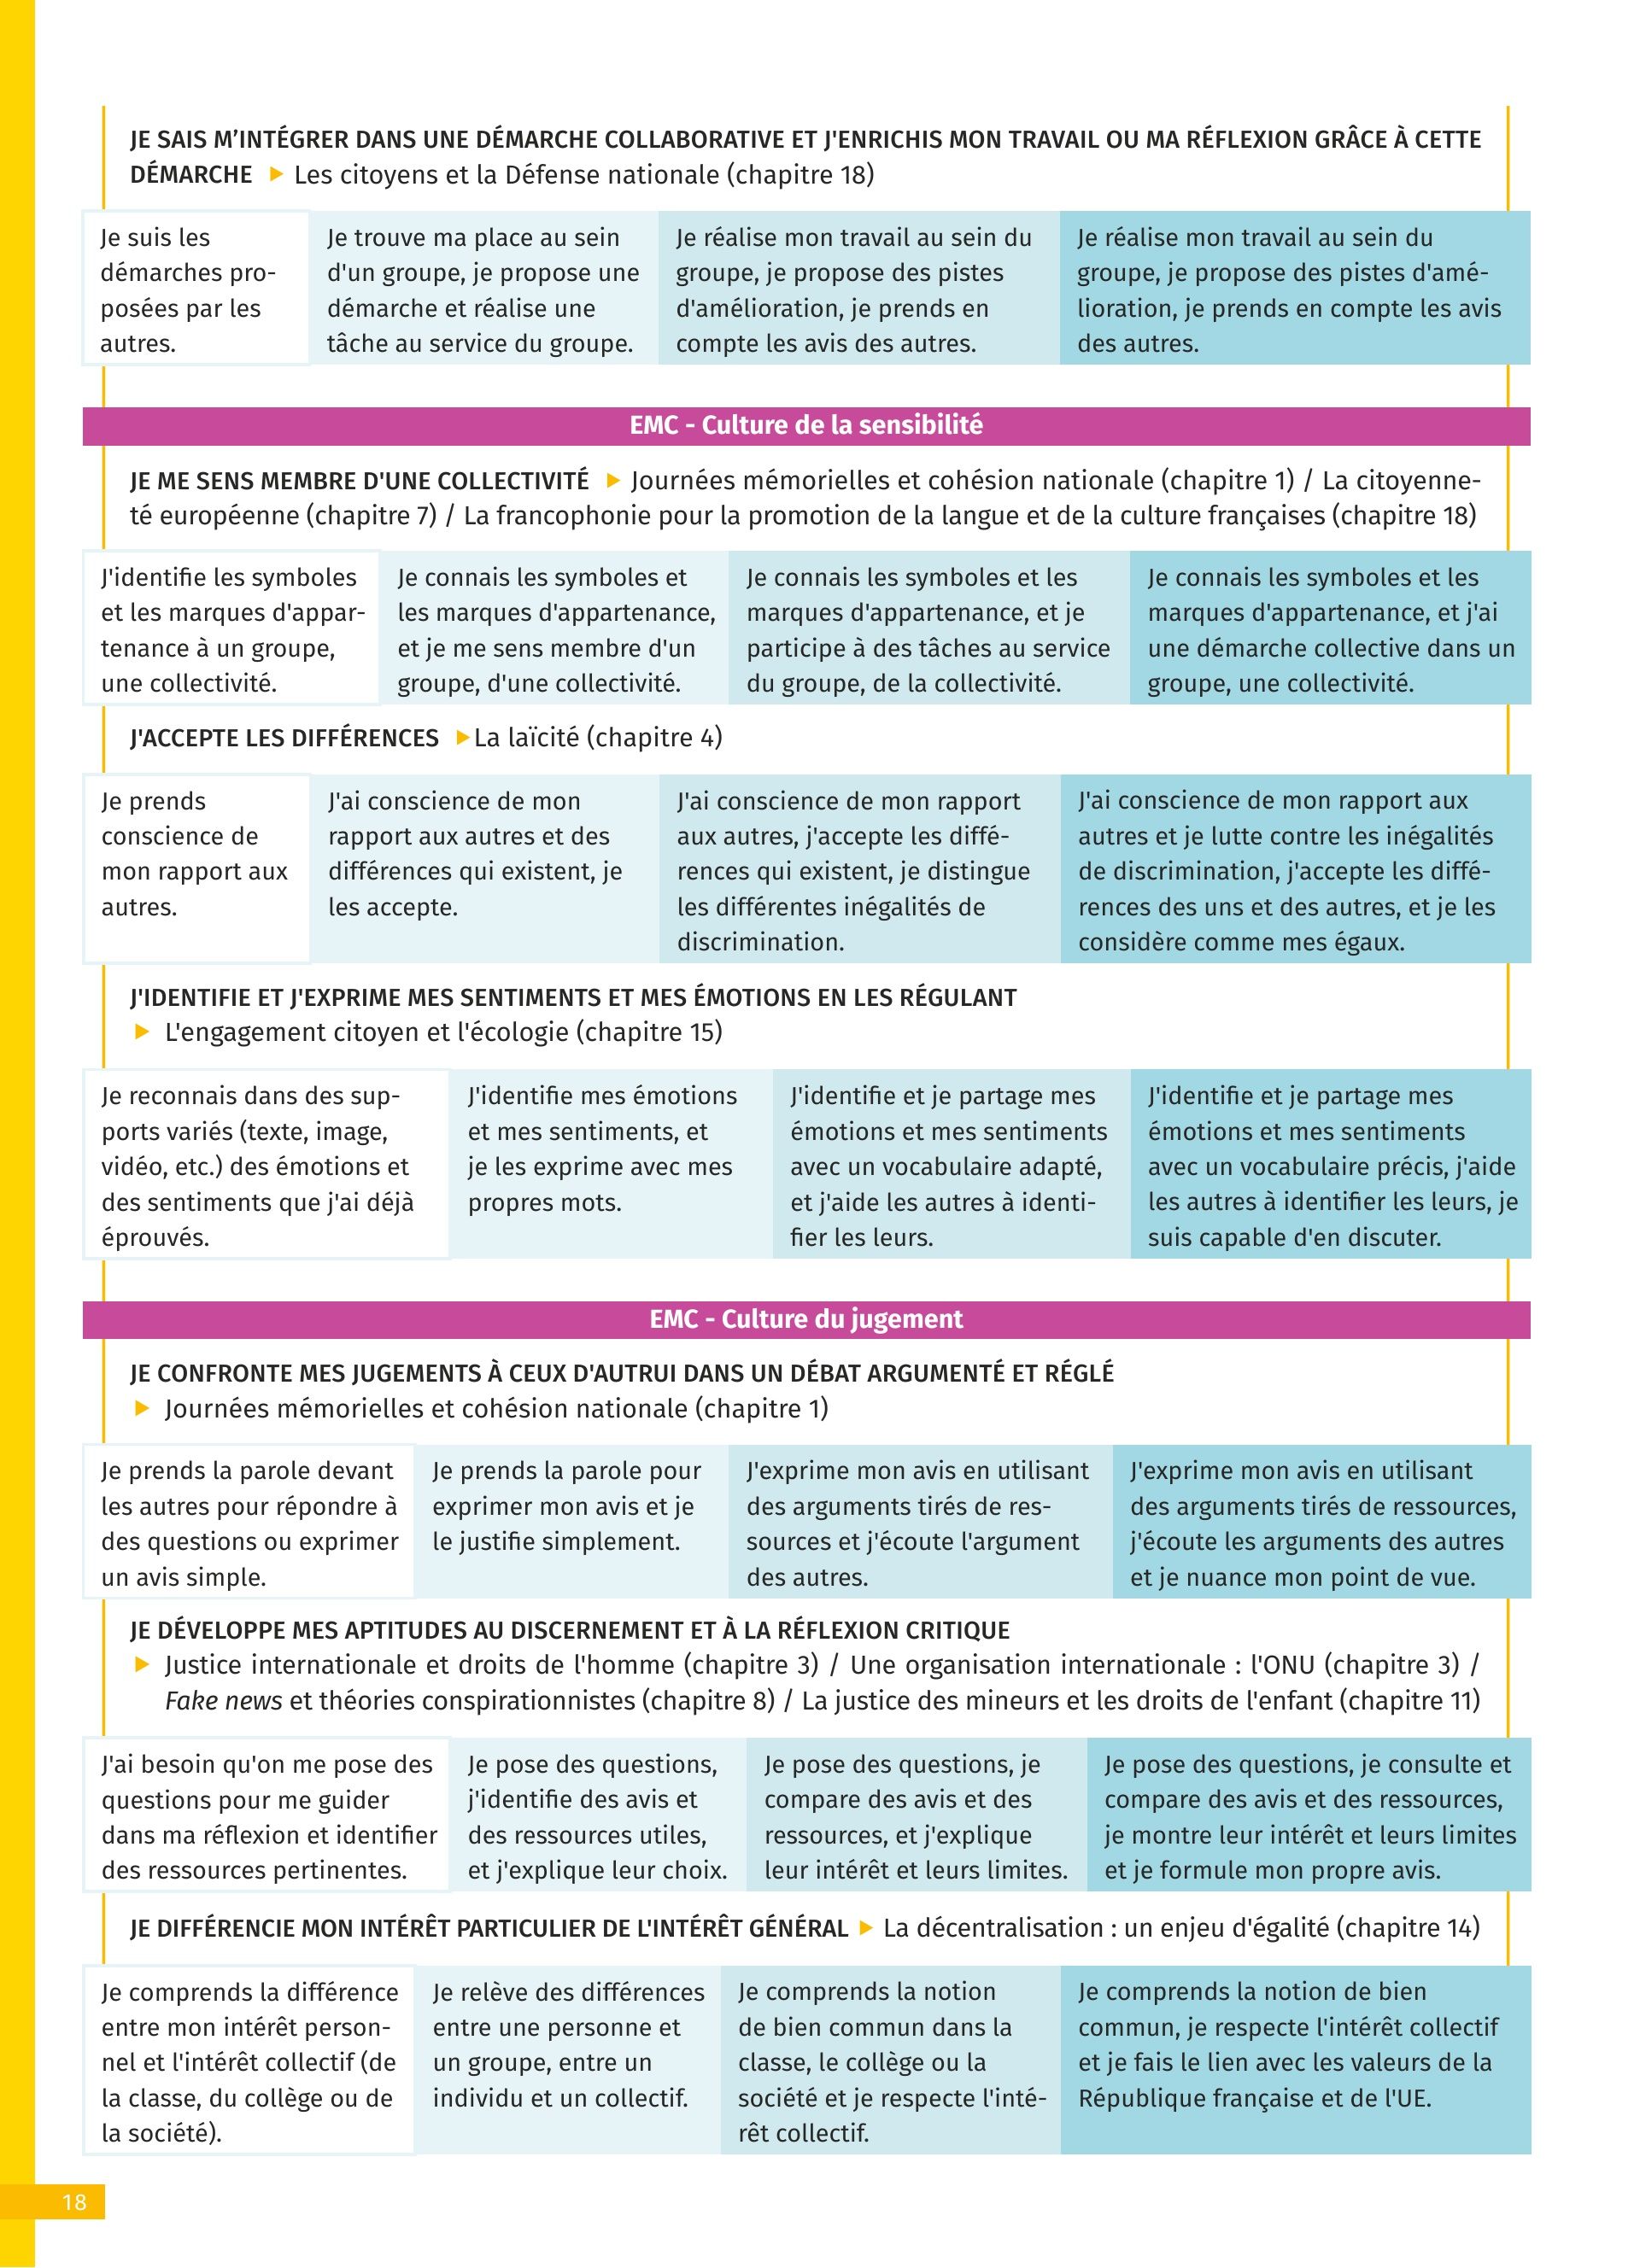 JE SAIS M’INTÉGRER DANS UNE DÉMARCHE COLLABORATIVE ET J'ENRICHIS MON TRAVAIL OU MA RÉFLEXION GRÂCE À CETTE
DÉMARCHE ▶ Les citoyens et la Défense nationale (chapitre 18)
Je suis les
démarches pro-
posées par les
autres.
Je trouve ma place au sein
d'un groupe, je propose une
démarche et réalise une
tâche au service du groupe.
Je réalise mon travail au sein du
groupe, je propose des pistes
d'amélioration, je prends en
compte les avis des autres.
Je réalise mon travail au sein du
groupe, je propose des pistes d'amé-
lioration, je prends en compte les avis
des autres.
EMC - Culture de la sensibilité
JE ME SENS MEMBRE D'UNE COLLECTIVITÉ ▶ Journées mémorielles et cohésion nationale (chapitre 1) / La citoyenne-
té européenne (chapitre 7) / La francophonie pour la promotion de la langue et de la culture françaises (chapitre 18)
J'identifie les symboles
et les marques d'appar-
tenance à un groupe,
une collectivité.
Je connais les symboles et
les marques d'appartenance,
et je me sens membre d'un
groupe, d'une collectivité.
Je connais les symboles et les
marques d'appartenance, et je
participe à des tâches au service
du groupe, de la collectivité.
Je connais les symboles et les
marques d'appartenance, et j'ai
une démarche collective dans un
groupe, une collectivité.
J'ACCEPTE LES DIFFÉRENCES ▶ La laïcité (chapitre 4)
Je prends
conscience de
mon rapport aux
autres.
J'ai conscience de mon
rapport aux autres et des
différences qui existent, je
les accepte.
J'ai conscience de mon rapport
aux autres, j'accepte les diffé-
rences qui existent, je distingue
les différentes inégalités de
discrimination.
J'ai conscience de mon rapport aux
autres et je lutte contre les inégalités
de discrimination, j'accepte les diffé-
rences des uns et des autres, et je les
considère comme mes égaux.
J'IDENTIFIE ET J'EXPRIME MES SENTIMENTS ET MES ÉMOTIONS EN LES RÉGULANT
▶ L'engagement citoyen et l'écologie (chapitre 15)
Je reconnais dans des sup-
ports variés (texte, image,
vidéo, etc.) des émotions et
des sentiments que j'ai déjà
éprouvés.
J'identifie mes émotions
et mes sentiments, et
je les exprime avec mes
propres mots.
J'identifie et je partage mes
émotions et mes sentiments
avec un vocabulaire adapté,
et j'aide les autres à identi-
fier les leurs.
J'identifie et je partage mes
émotions et mes sentiments
avec un vocabulaire précis, j'aide
les autres à identifier les leurs, je
suis capable d'en discuter.
EMC - Culture du jugement
JE CONFRONTE MES JUGEMENTS À CEUX D'AUTRUI DANS UN DÉBAT ARGUMENTÉ ET RÉGLÉ
▶ Journées mémorielles et cohésion nationale (chapitre 1)
Je prends la parole devant
les autres pour répondre à
des questions ou exprimer
un avis simple.
Je prends la parole pour
exprimer mon avis et je
le justifie simplement.
J'exprime mon avis en utilisant
des arguments tirés de res-
sources et j'écoute l'argument
des autres.
J'exprime mon avis en utilisant
des arguments tirés de ressources,
j'écoute les arguments des autres
et je nuance mon point de vue.
JE DÉVELOPPE MES APTITUDES AU DISCERNEMENT ET À LA RÉFLEXION CRITIQUE
▶ Justice internationale et droits de l'homme (chapitre 3) / Une organisation internationale : l'ONU (chapitre 3) /
Fake news et théories conspirationnistes (chapitre 8) / La justice des mineurs et les droits de l'enfant (chapitre 11)
J'ai besoin qu'on me pose des
questions pour me guider
dans ma réflexion et identifier
des ressources pertinentes.
Je pose des questions,
j'identifie des avis et
des ressources utiles,
et j'explique leur choix.
Je pose des questions, je
compare des avis et des
ressources, et j'explique
leur intérêt et leurs limites.
Je pose des questions, je consulte et
compare des avis et des ressources,
je montre leur intérêt et leurs limites
et je formule mon propre avis.
JE DIFFÉRENCIE MON INTÉRÊT PARTICULIER DE L'INTÉRÊT GÉNÉRAL ▶ La décentralisation : un enjeu d'égalité (chapitre 14)
Je comprends la différence
entre mon intérêt person-
nel et l'intérêt collectif (de
la classe, du collège ou de
la société).
Je relève des différences
entre une personne et
un groupe, entre un
individu et un collectif.
Je comprends la notion
de bien commun dans la
classe, le collège ou la
société et je respecte l'inté-
rêt collectif.
Je comprends la notion de bien
commun, je respecte l'intérêt collectif
et je fais le lien avec les valeurs de la
République française et de l'UE.
18